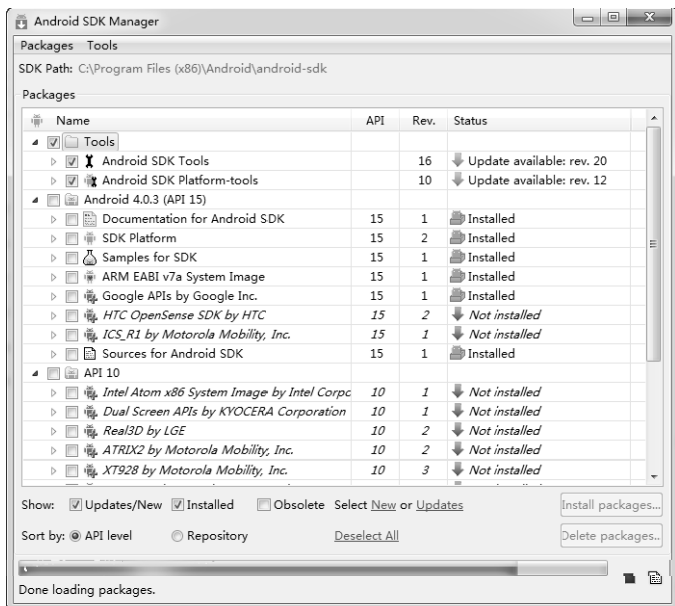 Android SDK Manager
Packages Tools
SDK Path: C:\Program Files (x86)\Android\android-sdk
Packages
Name API Rev. Status
Tools
Android SDK Tools 16 Update available: rev. 20
Android SDK Platform-tools 10 Update available: rev. 12
Android 4.0.3 (API 15)
Documentation for Android SDK 15 1 Installed
SDK Platform 15 2 Installed
Samples for SDK 15 1 Installed
ARM EABI v7a System Image 15 1 Installed
Google APIs by Google Inc. 15 1 Installed
HTC OpenSense SDK by HTC 15 2 Not installed
ICS_R1 by Motorola Mobility, Inc. 15 1 Not installed
Sources for Android SDK 15 1 Installed
API 10
Intel Atom x86 System Image by Intel Corpc 10 1 Not installed
Dual Screen APIs by KYOCERA Corporation 10 1 Not installed
Real3D by LGE 10 2 Not installed
ATRIX2 by Motorola Mobility, Inc. 10 2 Not installed
XT928 by Motorola Mobility, Inc. 10 3 Not installed
Show: Updates/New Installed Obsolete Select New or Updates Install packages...
Sort by: API level Repository Deselect All Delete packages..
Done loading packages.